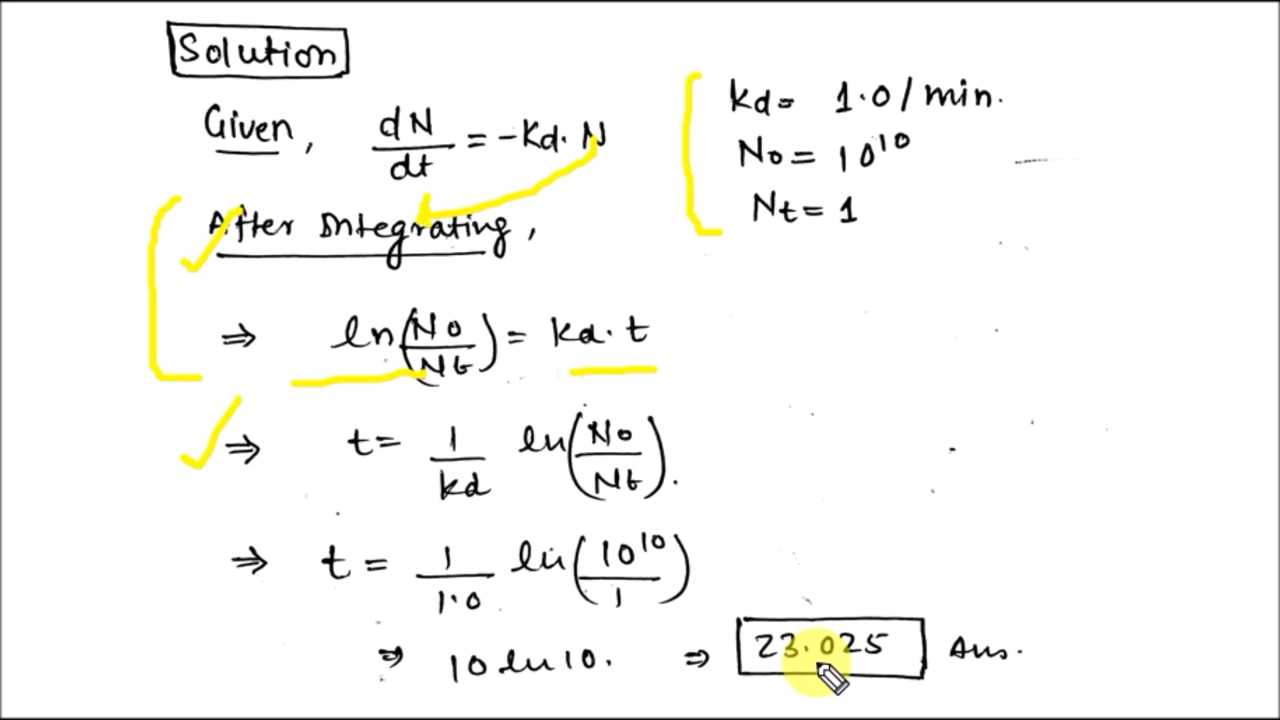 Solution
Given, dN/dt = -Kd. N
kd = 1.0/min.
No = 10^10
Nt = 1
After Integrating,
⇒ ln(No/Nt) = kd. t
⇒ t = 1/kd ln(No/Nt).
⇒ t = 1/1.0 ln(10^10/1)
⇒ 10 ln 10. ⇒ 23.025 Ans.